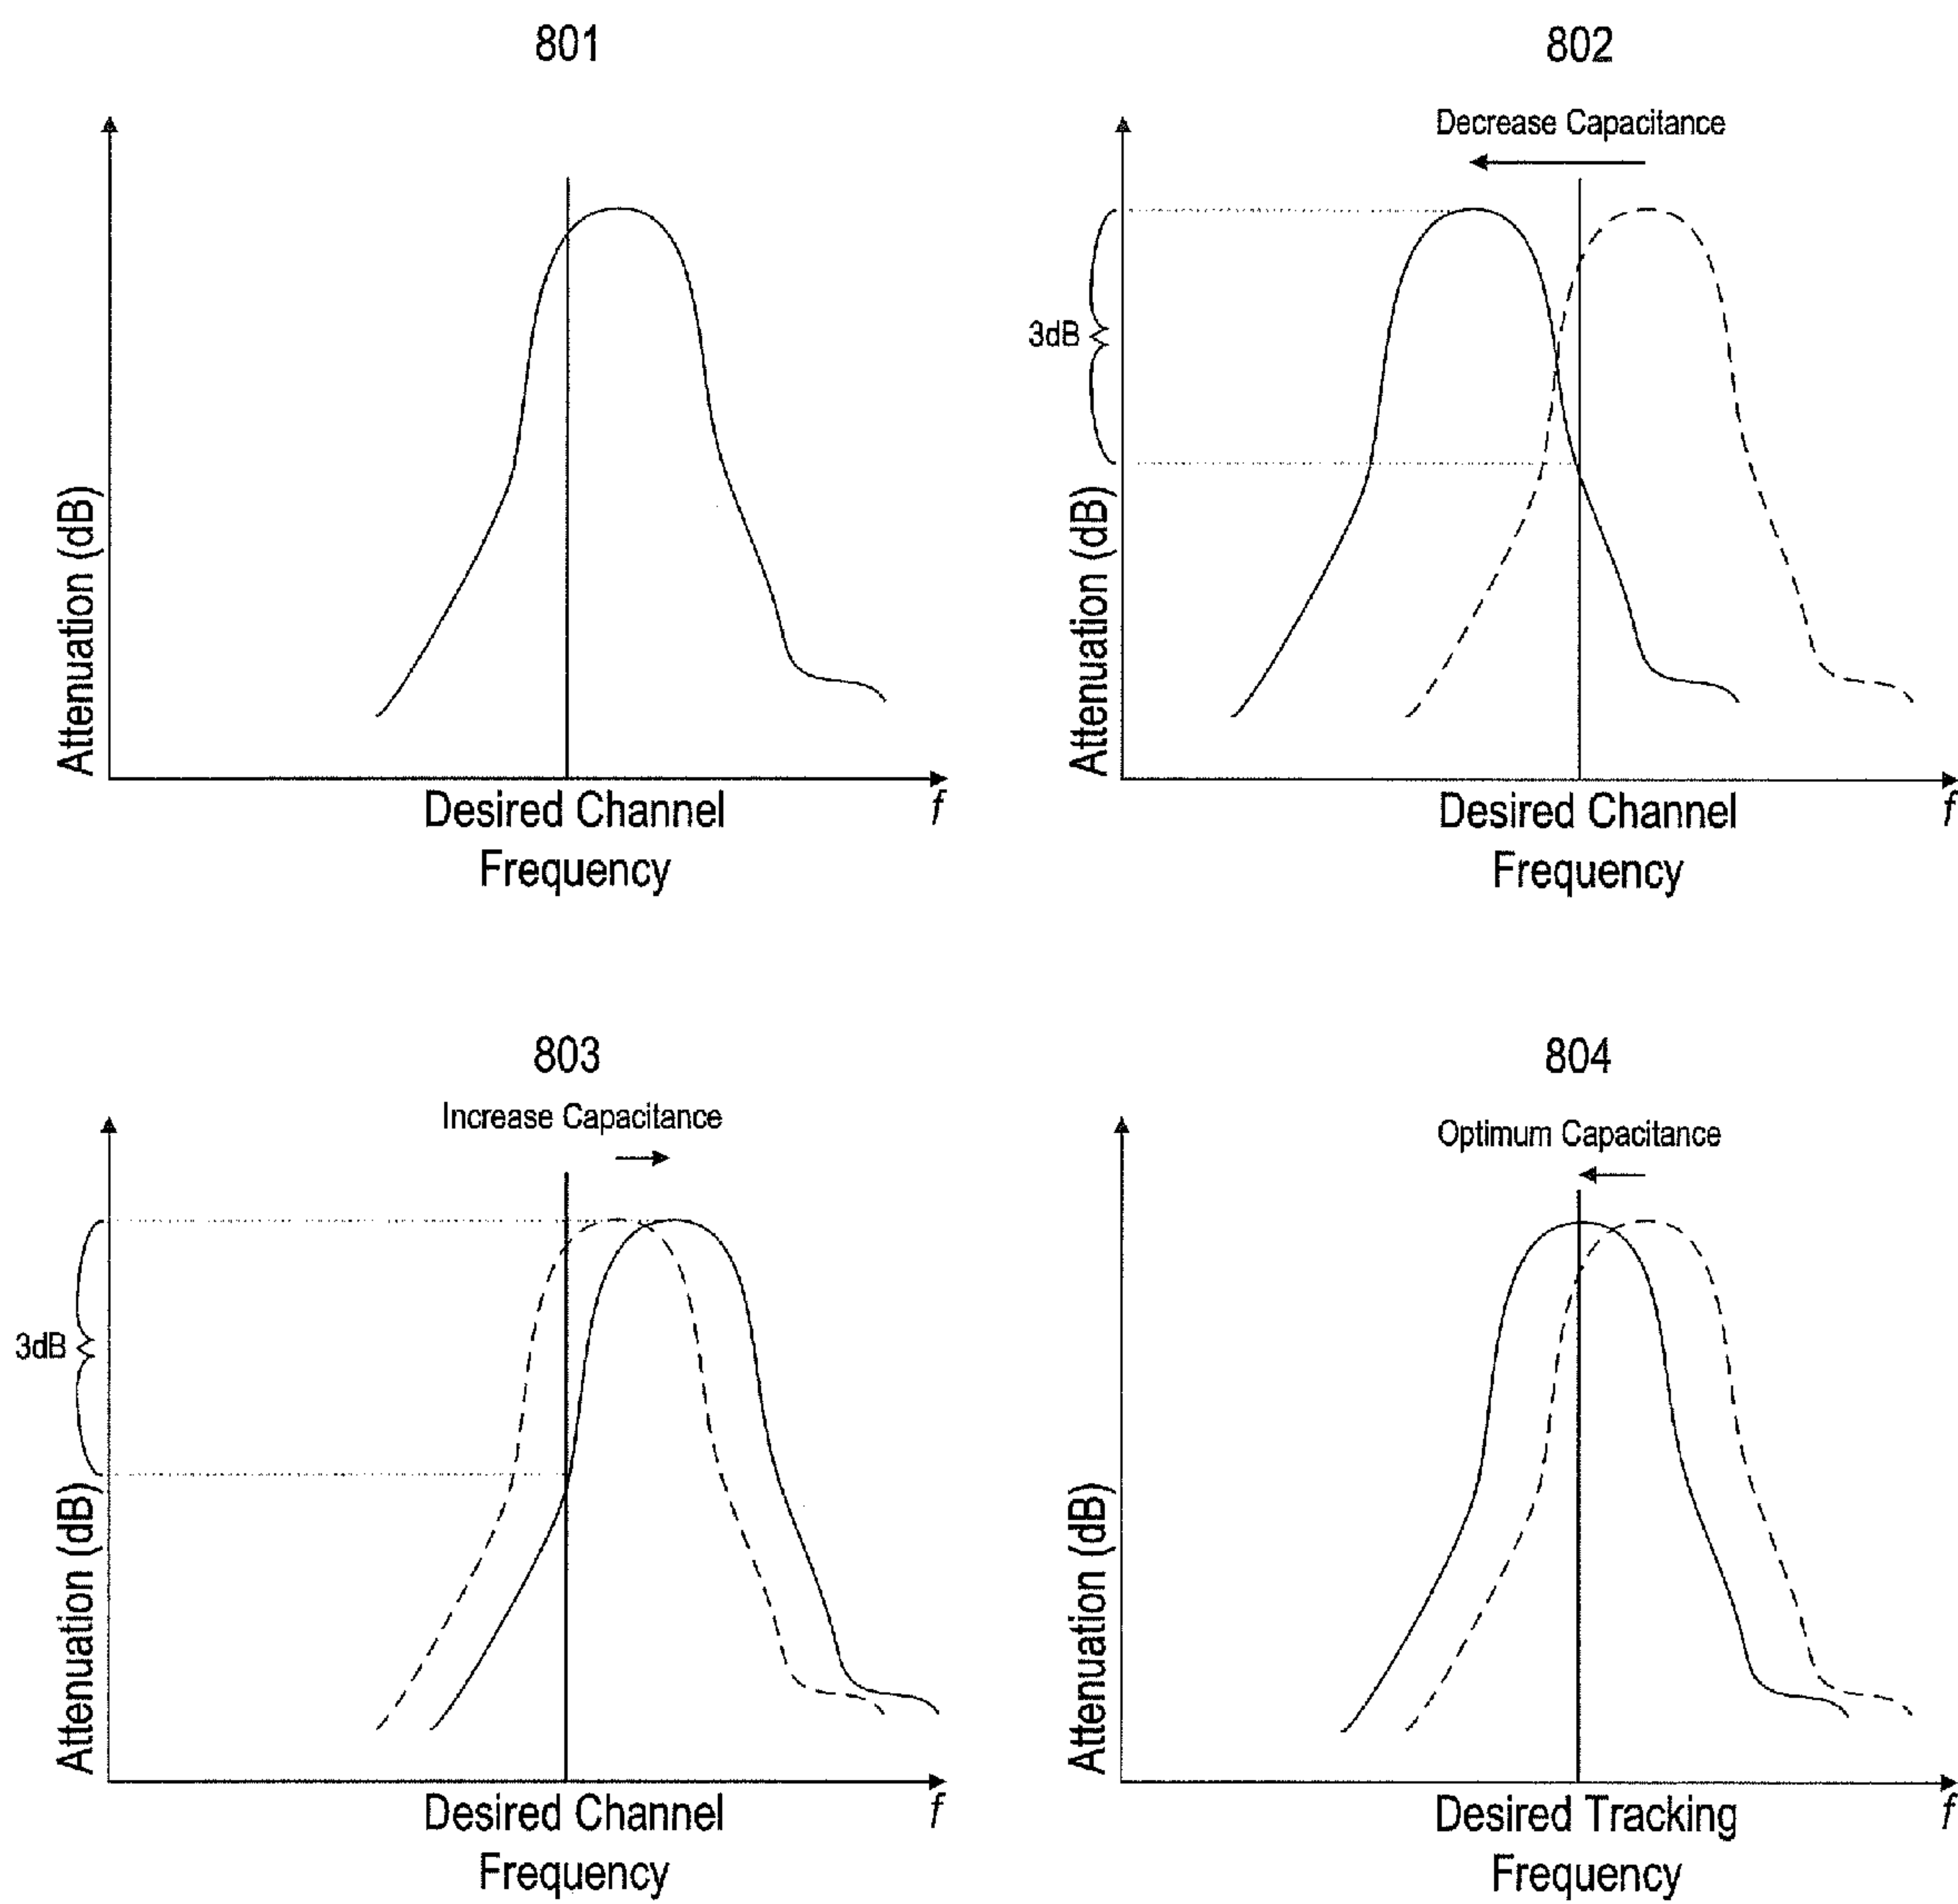 801
Attenuation (dB)
Desired Channel
Frequency
f
802
Decrease Capacitance
3dB
Attenuation (dB)
Desired Channel
Frequency
f
803
Increase Capacitance
3dB
Attenuation (dB)
Desired Channel
Frequency
f
804
Optimum Capacitance
Attenuation (dB)
Desired Tracking
Frequency
f